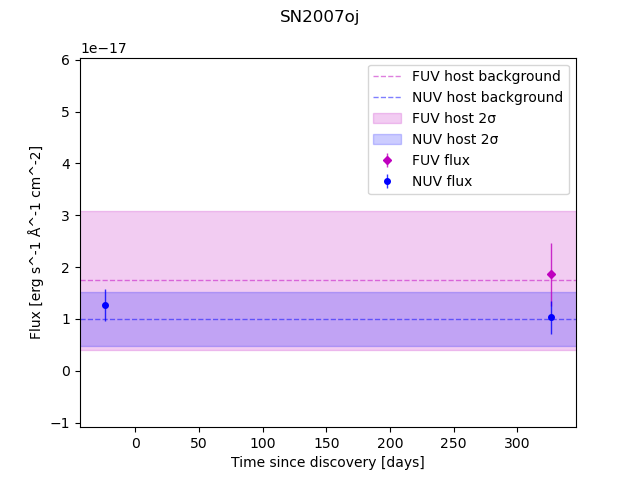 SN2007oj
1e−17
6
5
4
3
2
1
0
−1
Flux [erg s^-1 Å^-1 cm^-2]
FUV host background
NUV host background
FUV host 2σ
NUV host 2σ
FUV flux
NUV flux
0 50 100 150 200 250 300
Time since discovery [days]